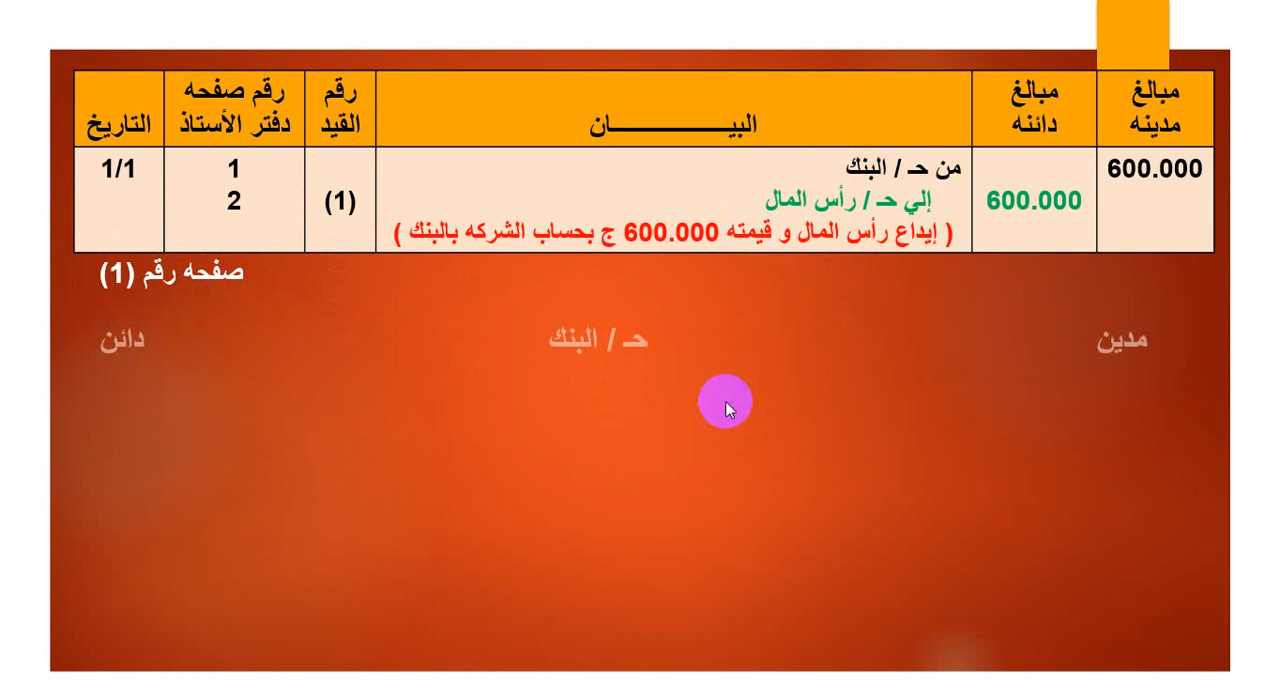 مبالغ مدينه
مبالغ دائنه
البيـــــــــــــان
رقم القيد
رقم صفحه دفتر الأستاذ
التاريخ
600.000
من حـ / البنك
1
1/1
600.000
إلي حـ / رأس المال
(1)
2
( إيداع رأس المال و قيمته 600.000 ج بحساب الشركه بالبنك )
صفحه رقم (1)
مدين
حـ / البنك
دائن